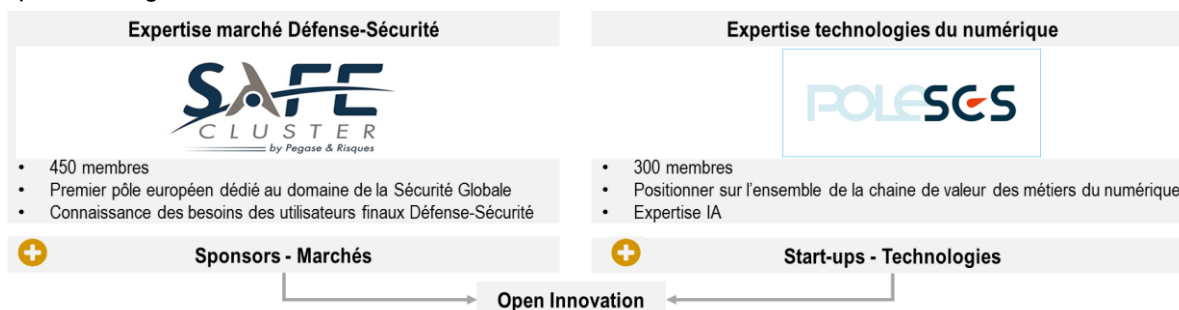 Expertise marché Défense-Sécurité
SAFE
CLUSTER
by Pegase & Risques
• 450 membres
• Premier pôle européen dédié au domaine de la Sécurité Globale
• Connaissance des besoins des utilisateurs finaux Défense-Sécurité
Sponsors - Marchés
Expertise technologies du numérique
POLESCS
• 300 membres
• Positionner sur l'ensemble de la chaine de valeur des métiers du numérique
• Expertise IA
Start-ups - Technologies
Open Innovation